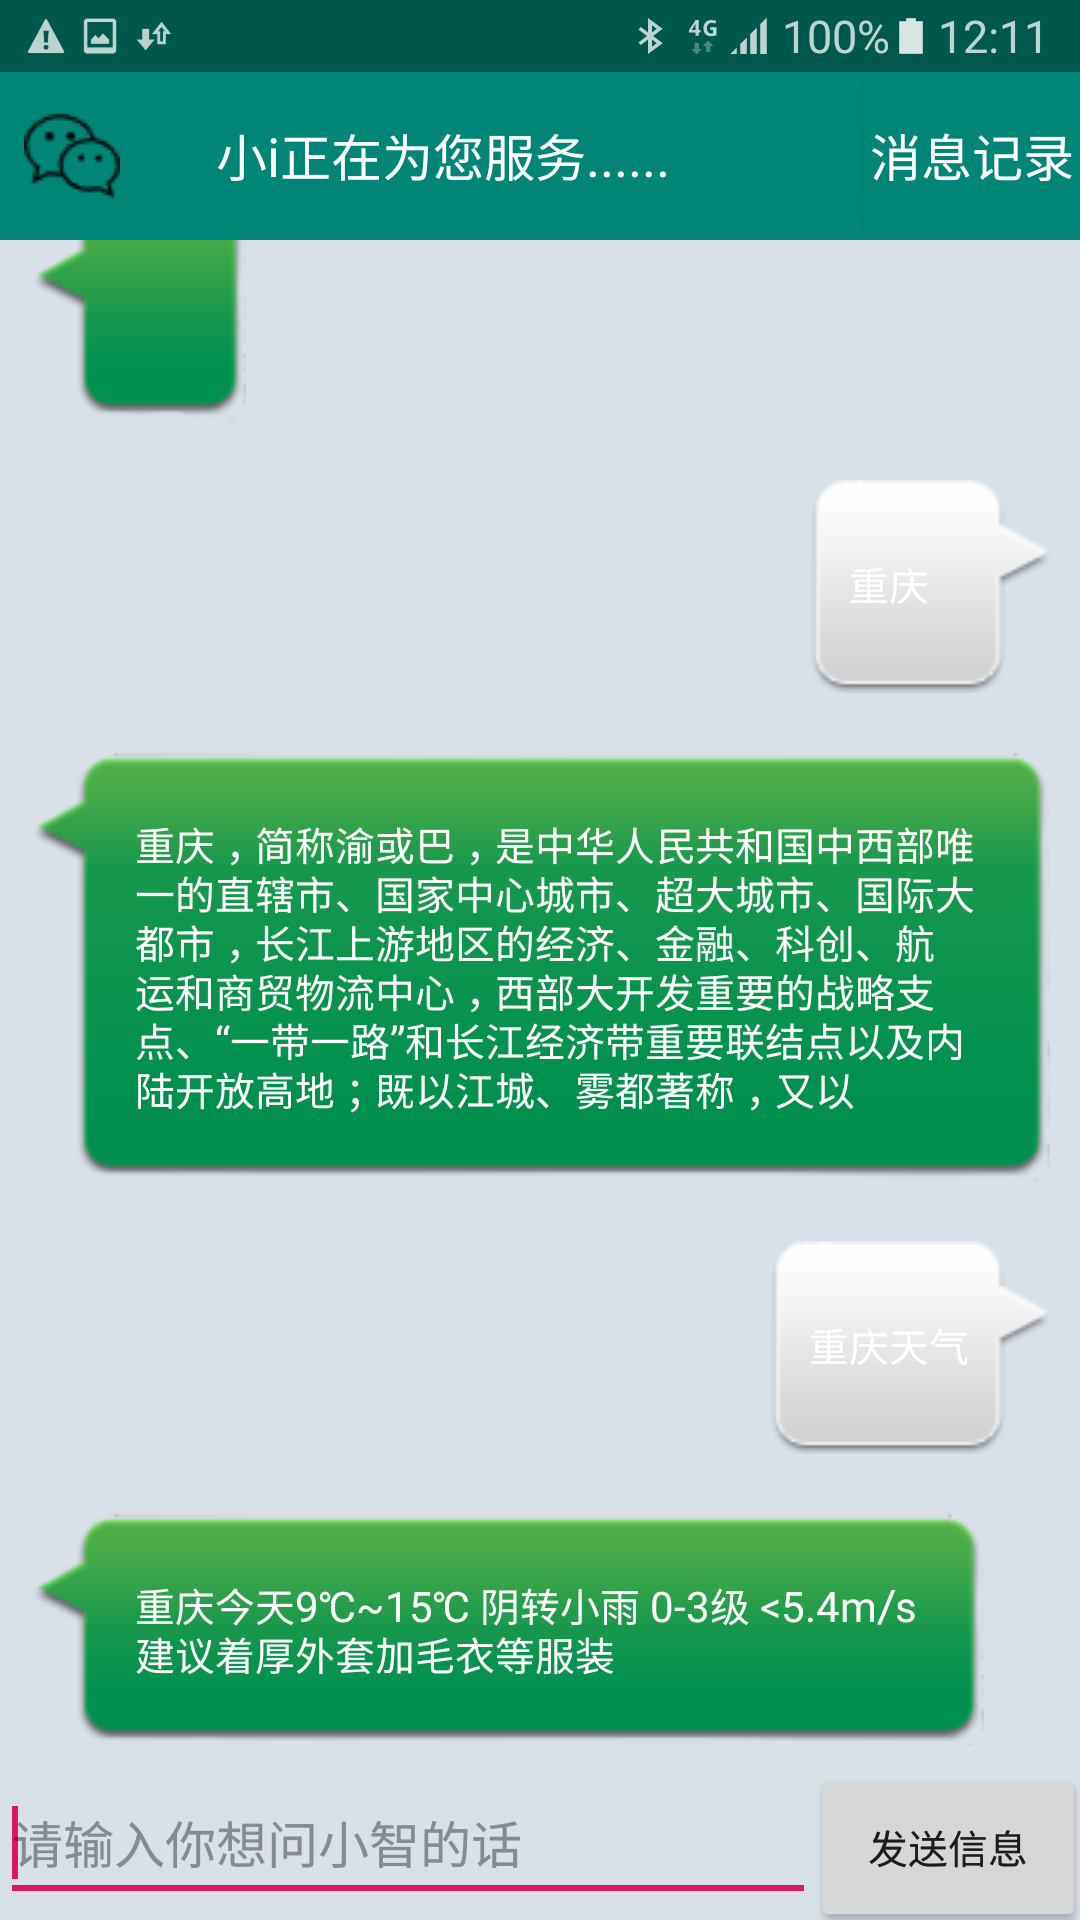 4G 100% 12:11
小i正在为您服务...... 消息记录
重庆
重庆，简称渝或巴，是中华人民共和国中西部唯
一的直辖市、国家中心城市、超大城市、国际大
都市，长江上游地区的经济、金融、科创、航
运和商贸物流中心，西部大开发重要的战略支
点、“一带一路”和长江经济带重要联结点以及内
陆开放高地；既以江城、雾都著称，又以
重庆天气
重庆今天9℃~15℃ 阴转小雨 0-3级 <5.4m/s
建议着厚外套加毛衣等服装
请输入你想问小智的话 发送信息